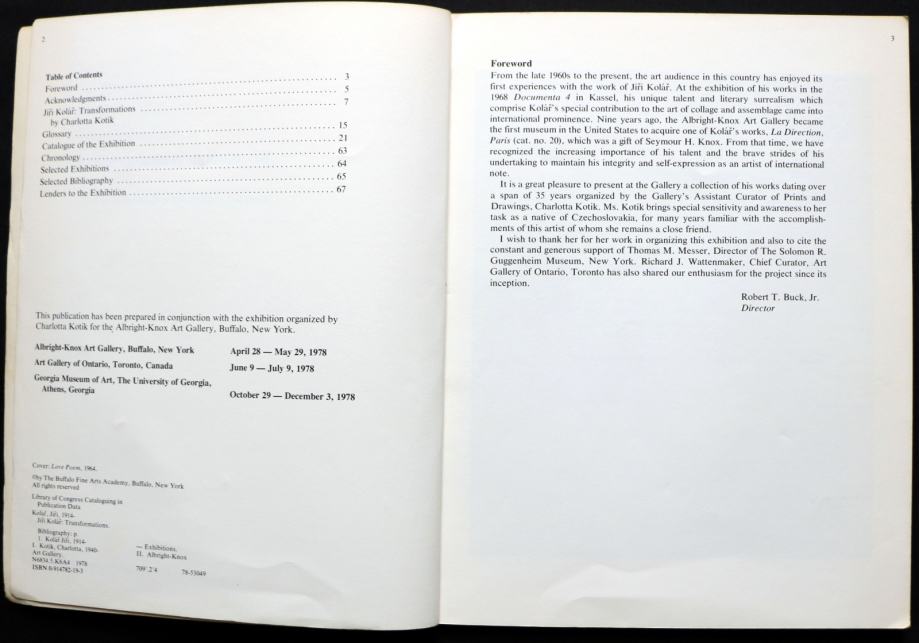 2
Table of Contents
Foreword ........ 3
Acknowledgments ........ 5
Jiří Kolář: Transformations ........ 7
by Charlotta Kotik
Glossary ........ 15
Catalogue of the Exhibition ........ 21
Chronology ........ 63
Selected Exhibitions ........ 64
Selected Bibliography ........ 65
Lenders to the Exhibition ........ 67
This publication has been prepared in conjunction with the exhibition organized by
Charlotta Kotik for the Albright-Knox Art Gallery, Buffalo, New York.
Albright-Knox Art Gallery, Buffalo, New York April 28 — May 29, 1978
Art Gallery of Ontario, Toronto, Canada June 9 — July 9, 1978
Georgia Museum of Art, The University of Georgia,
Athens, Georgia October 29 — December 3, 1978
Cover: Love Poem, 1964.
©by The Buffalo Fine Arts Academy, Buffalo, New York
All rights reserved
Library of Congress Cataloguing in
Publication Data
Kolář, Jiří, 1914-
Jiří Kolář: Transformations.
Bibliography: p.
1. Kolář Jiří, 1914- — Exhibitions.
I. Kotik, Charlotta, 1940- II. Albright-Knox
Art Gallery.
N6834.5.K6A4 1978 709'.2'4 78-53049
ISBN 0-914782-19-3
3
Foreword
From the late 1960s to the present, the art audience in this country has enjoyed its
first experiences with the work of Jiří Kolář. At the exhibition of his works in the
1968 Documenta 4 in Kassel, his unique talent and literary surrealism which
comprise Kolář's special contribution to the art of collage and assemblage came into
international prominence. Nine years ago, the Albright-Knox Art Gallery became
the first museum in the United States to acquire one of Kolář's works, La Direction,
Paris (cat. no. 20), which was a gift of Seymour H. Knox. From that time, we have
recognized the increasing importance of his talent and the brave strides of his
undertaking to maintain his integrity and self-expression as an artist of international
note.
It is a great pleasure to present at the Gallery a collection of his works dating over
a span of 35 years organized by the Gallery's Assistant Curator of Prints and
Drawings, Charlotta Kotik. Ms. Kotik brings special sensitivity and awareness to her
task as a native of Czechoslovakia, for many years familiar with the accomplish-
ments of this artist of whom she remains a close friend.
I wish to thank her for her work in organizing this exhibition and also to cite the
constant and generous support of Thomas M. Messer, Director of The Solomon R.
Guggenheim Museum, New York. Richard J. Wattenmaker, Chief Curator, Art
Gallery of Ontario, Toronto has also shared our enthusiasm for the project since its
inception.
Robert T. Buck, Jr.
Director